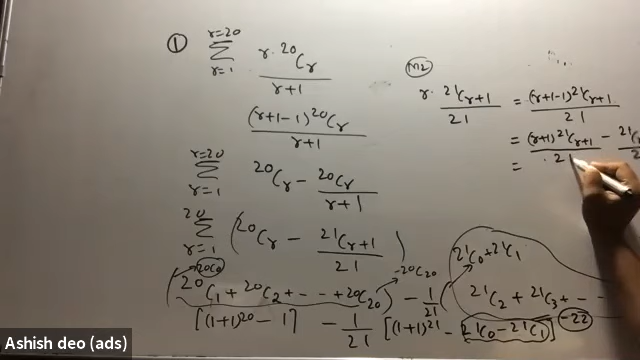 ① r=20 Σ r=1 r · ²⁰Cᵣ / r+1
(r+1-1) ²⁰Cᵣ / r+1
r=20 Σ r=1 ²⁰Cᵣ - ²⁰Cᵣ / r+1
20 Σ r=1 ( ²⁰Cᵣ - ²¹Cᵣ₊₁ / 21 )
20C₀ -²⁰C₂₀ ²¹C₀ + ²¹C₁
( ²⁰C₁ + ²⁰C₂ + - - + ²⁰C₂₀ ) - 1/21 ²¹C₂ + ²¹C₃ + - -
[(1+1)²⁰ - 1] - 1/21 [(1+1)²¹ - ²¹C₀ - ²¹C₁] -22
M2
r · ²¹Cᵣ₊₁ / 21 = (r+1-1) ²¹Cᵣ₊₁ / 21
= (r+1) ²¹Cᵣ₊₁ / 21 - ²¹C
=
Ashish deo (ads)